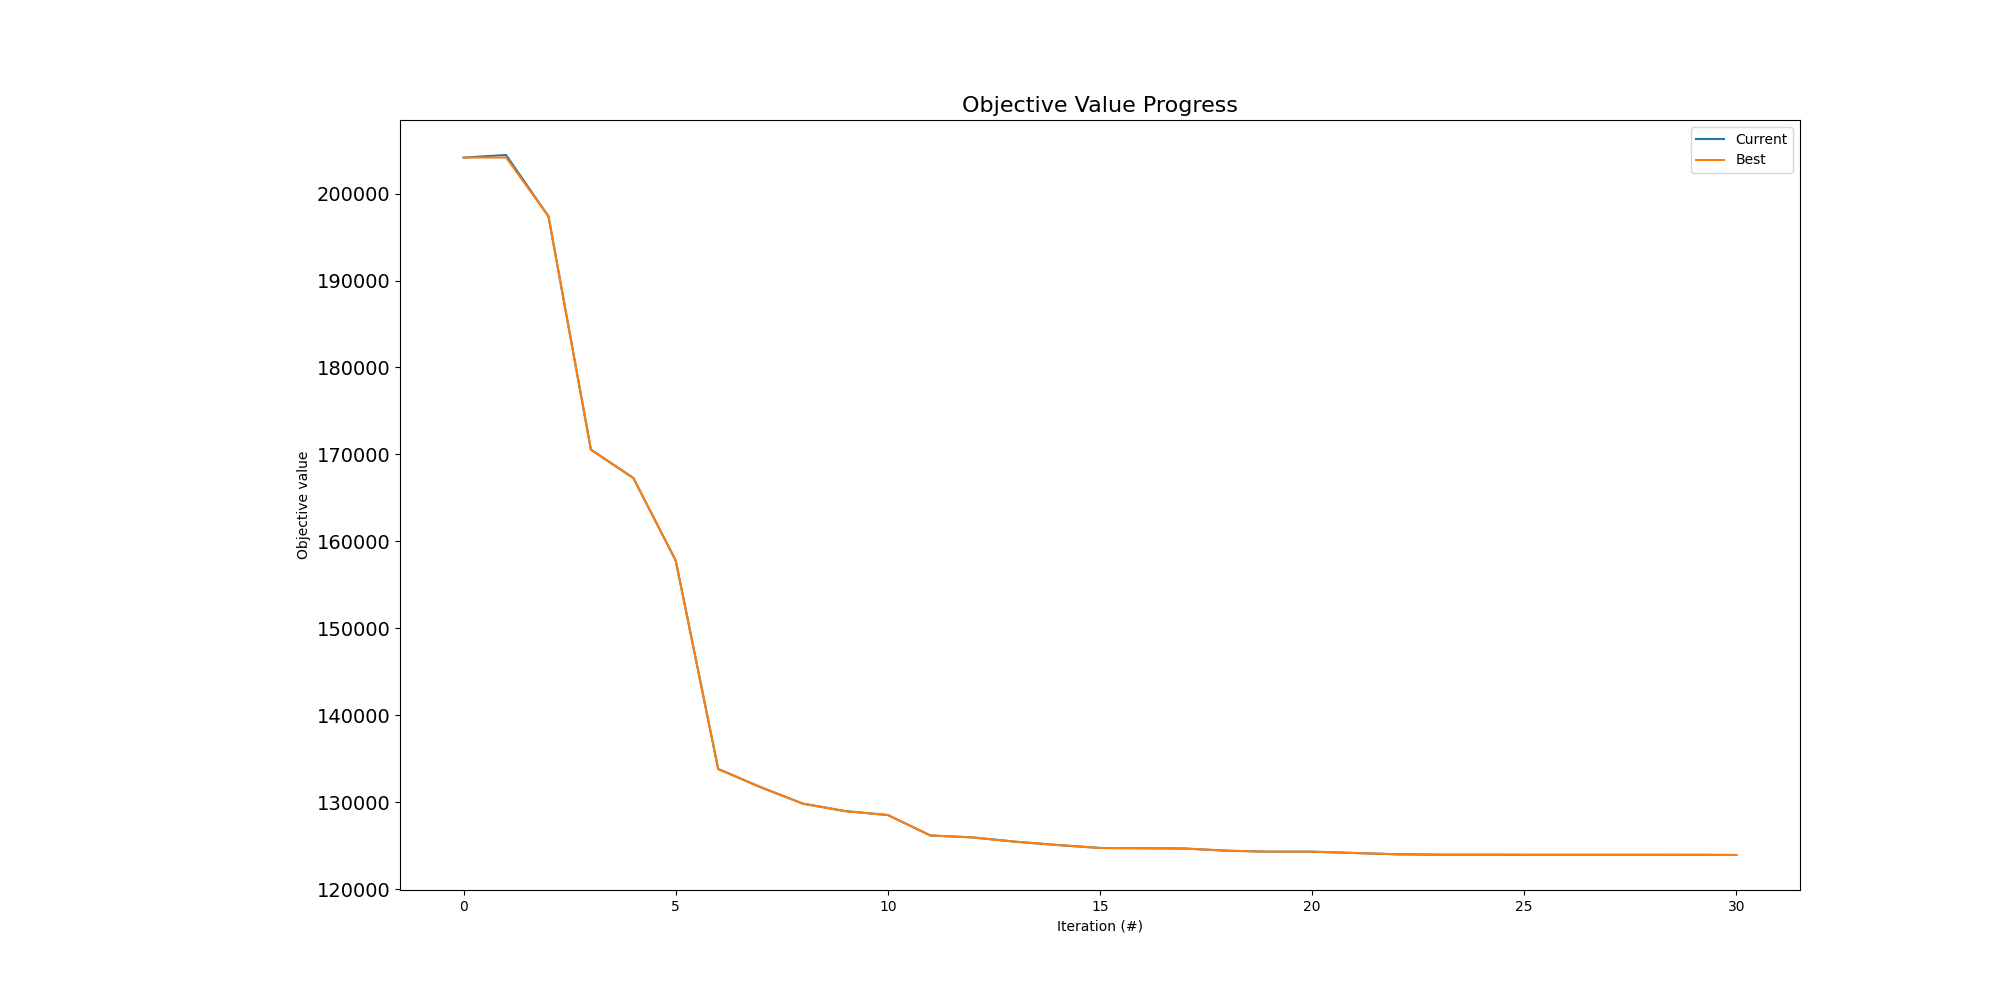 Objective Value Progress
Current
Best
200000
190000
180000
170000
160000
150000
140000
130000
120000
Objective value
0 5 10 15 20 25 30
Iteration (#)